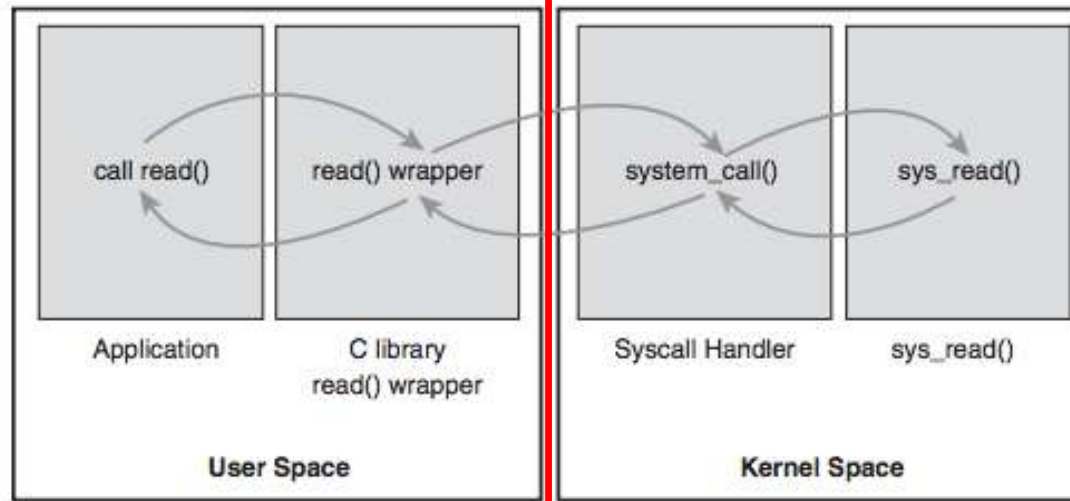 call read()
read() wrapper
system_call()
sys_read()
Application
C library
read() wrapper
Syscall Handler
sys_read()
User Space
Kernel Space